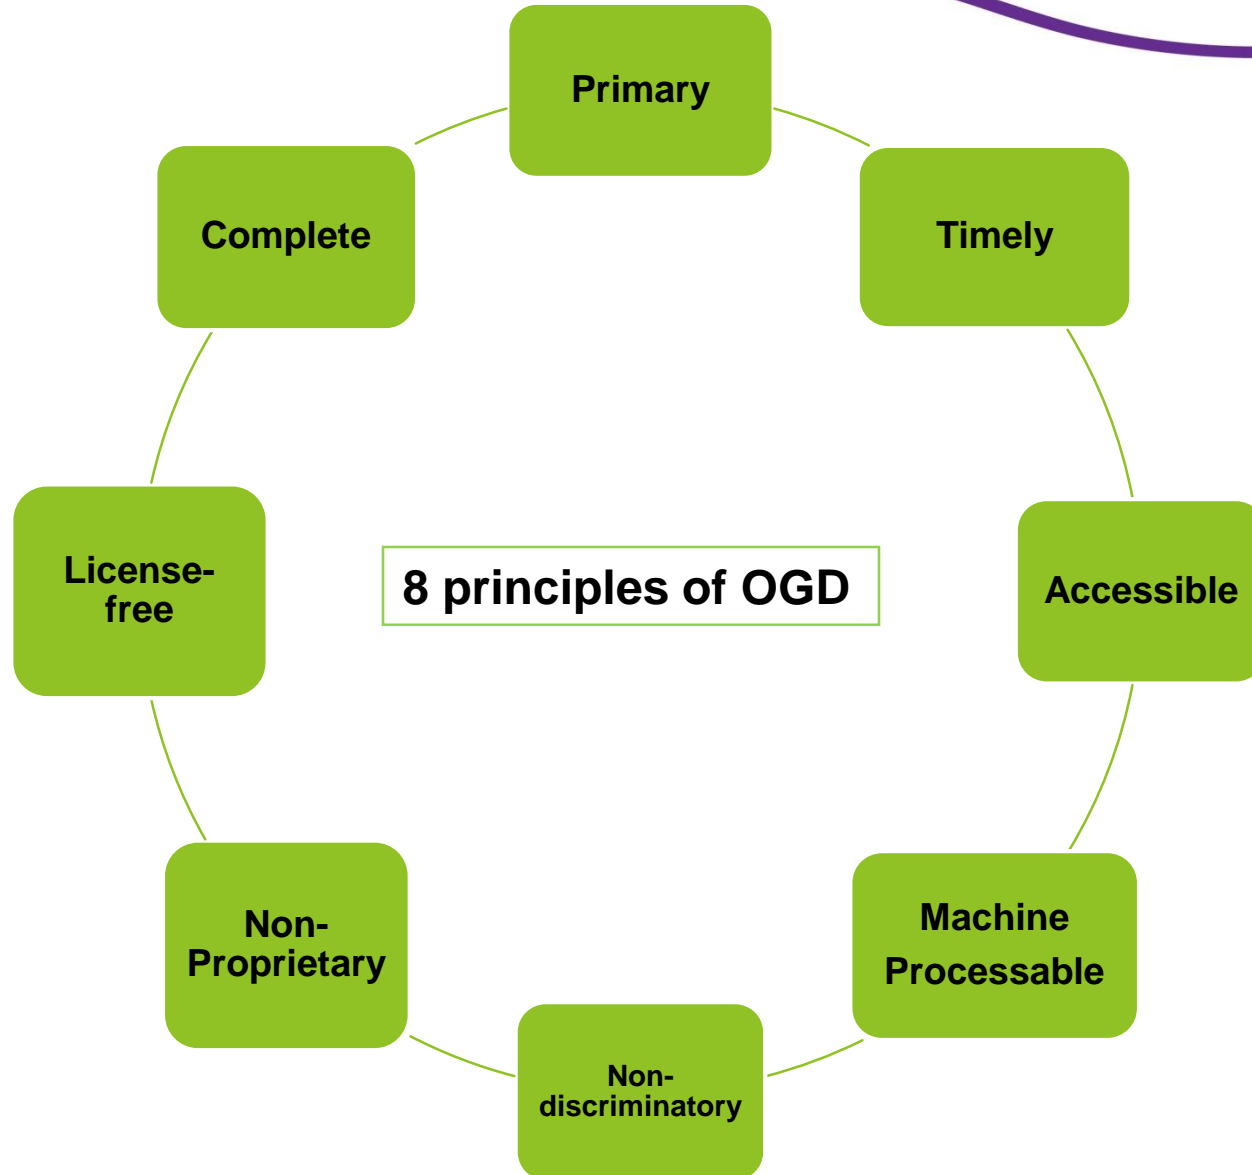 Primary
Complete
Timely
License-
free
8 principles of OGD
Accessible
Non-
Proprietary
Machine
Processable
Non-
discriminatory